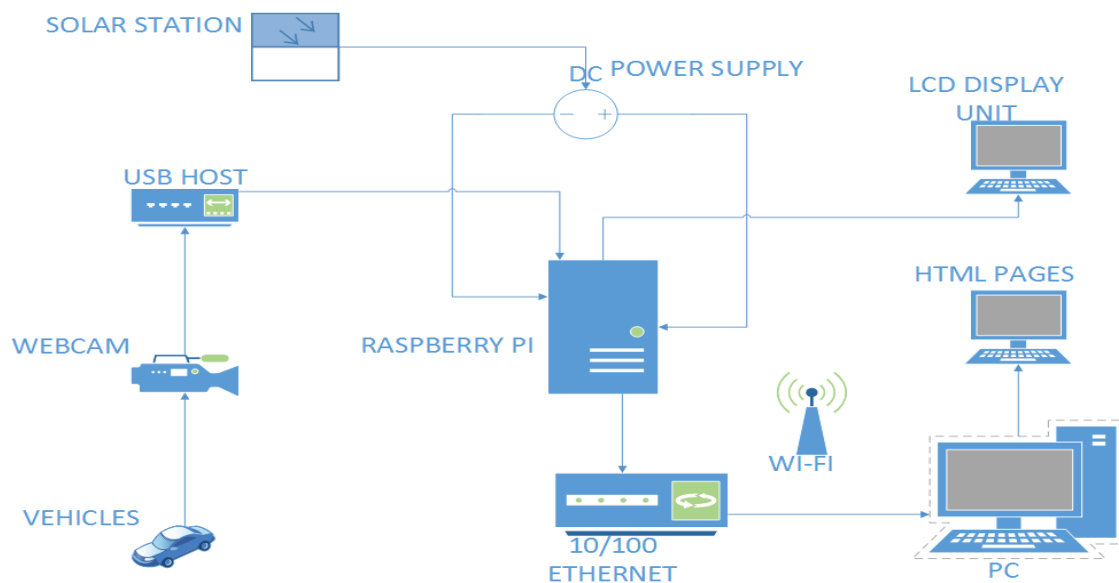 SOLAR STATION
DC POWER SUPPLY
LCD DISPLAY
UNIT
USB HOST
HTML PAGES
WEBCAM
RASPBERRY PI
WI-FI
VEHICLES
10/100
ETHERNET
PC